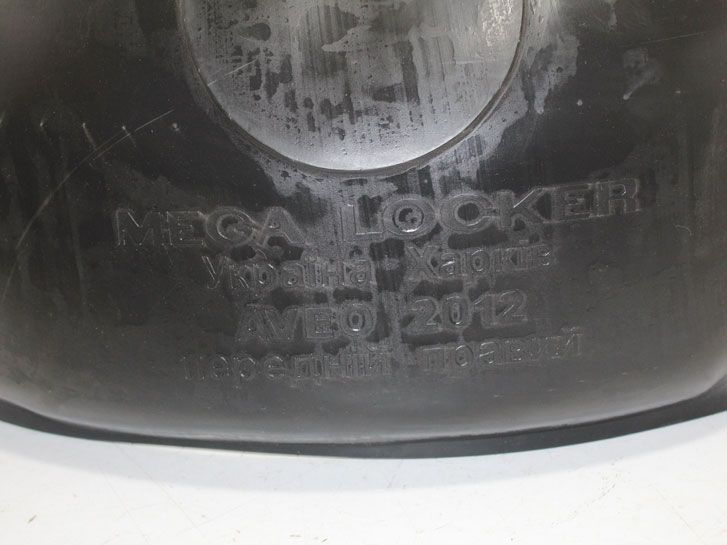 MEGA LOCKER
Україна Харків
AVEO 2012
передній правий